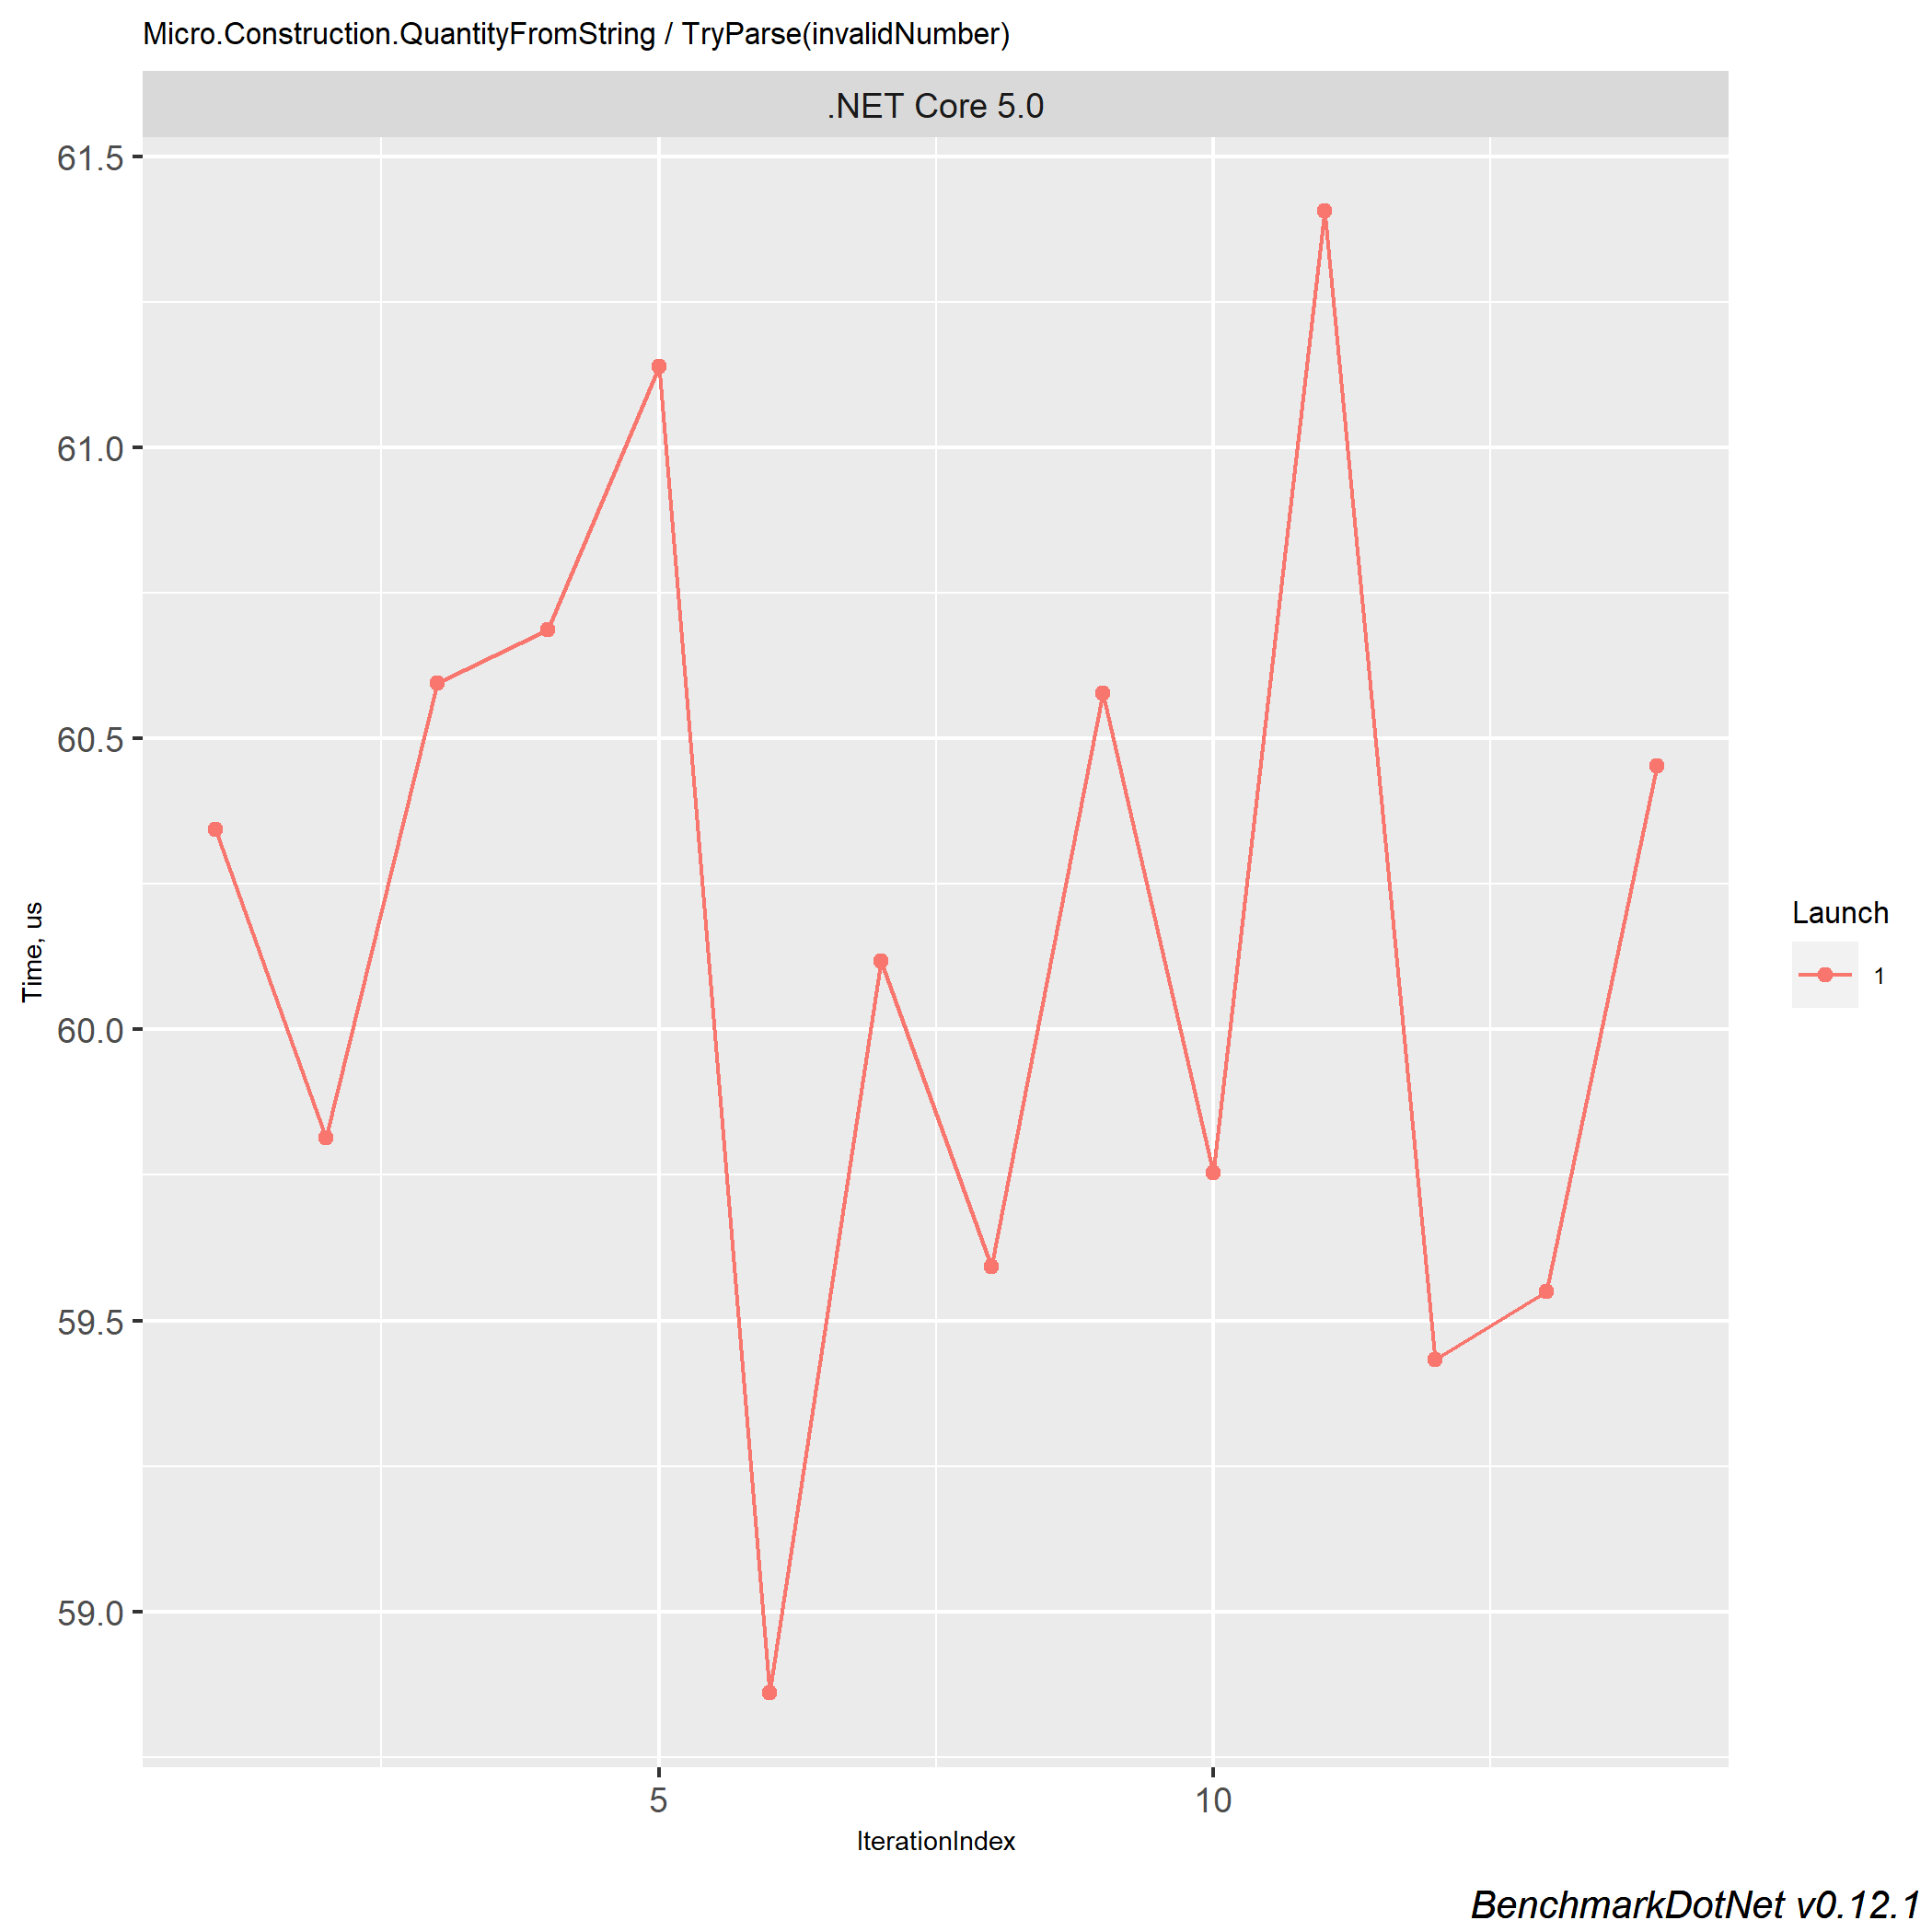 Micro.Construction.QuantityFromString / TryParse(invalidNumber)
.NET Core 5.0
61.5
61.0
60.5
60.0
59.5
59.0
Time, us
5
10
IterationIndex
Launch
1
BenchmarkDotNet v0.12.1